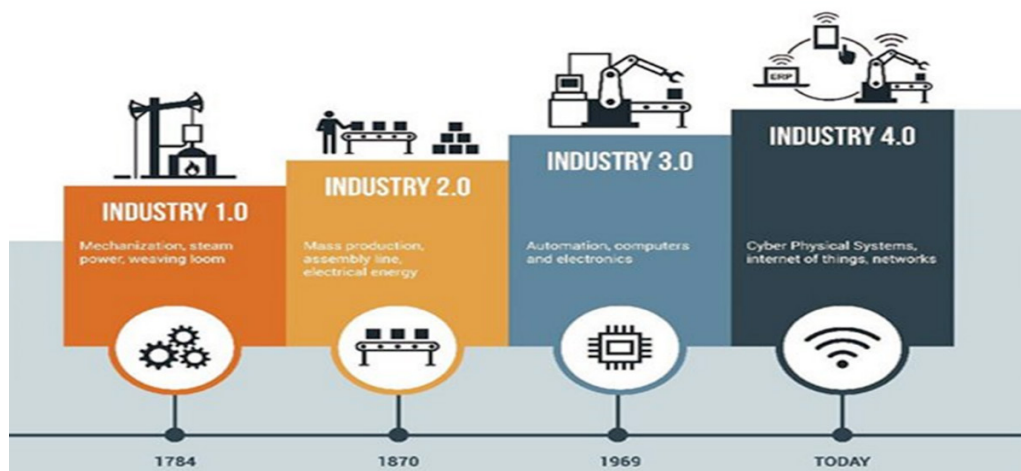 ERP
INDUSTRY 1.0
Mechanization, steam
power, weaving loom
INDUSTRY 2.0
Mass production,
assembly line,
electrical energy
INDUSTRY 3.0
Automation, computers
and electronics
INDUSTRY 4.0
Cyber Physical Systems,
internet of things, networks
1784
1870
1969
TODAY